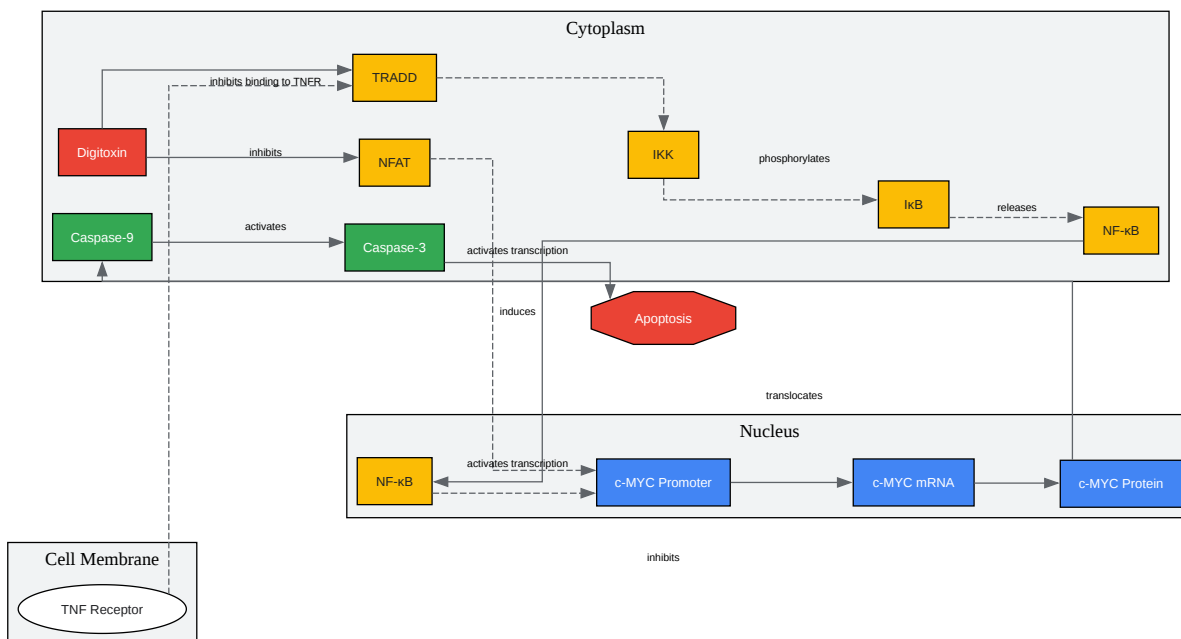 Cytoplasm
TRADD
inhibits binding to TNFR
Digitoxin
inhibits
NFAT
IKK
phosphorylates
IκB
releases
NF-κB
Caspase-9
activates
Caspase-3
activates transcription
Apoptosis
induces
translocates
Nucleus
activates transcription
NF-κB
c-MYC Promoter
c-MYC mRNA
c-MYC Protein
inhibits
Cell Membrane
TNF Receptor